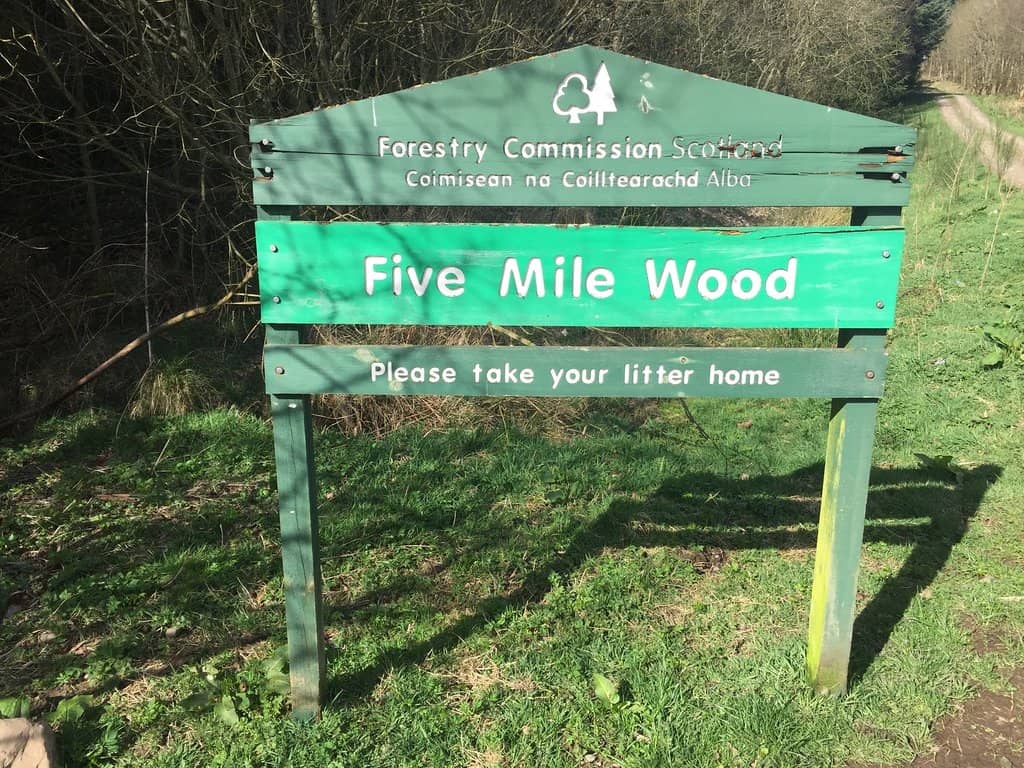 Forestry Commission Scotland
Coimisean na Coilltearachd Alba
Five Mile Wood
Please take your litter home